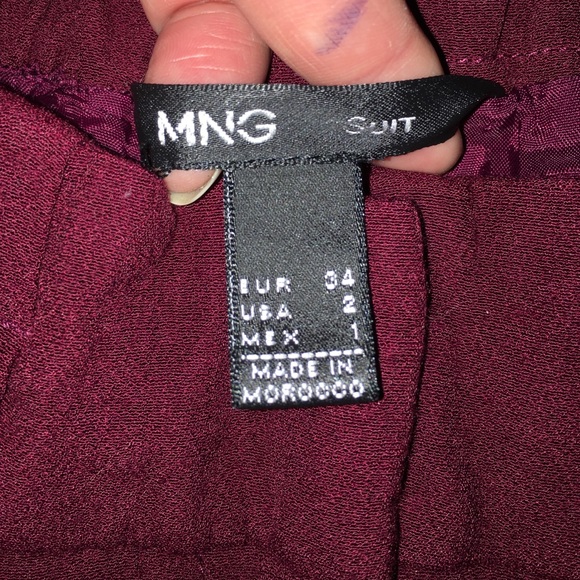 MNG SUIT
EUR 34
USA 2
MEX 1
MADE IN
MOROCCO